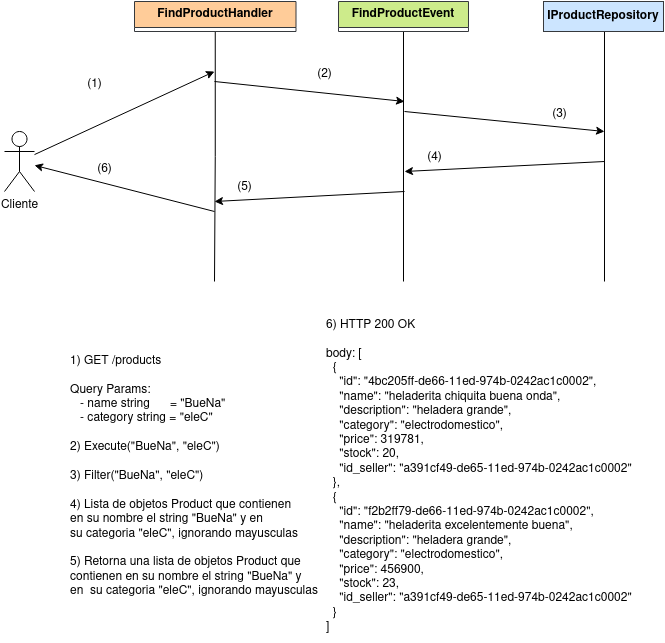 FindProductHandler
FindProductEvent
IProductRepository
(1)
(2)
(3)
(4)
(5)
(6)
Cliente
1) GET /products
Query Params:
- name string = "BueNa"
- category string = "eleC"
2) Execute("BueNa", "eleC")
3) Filter("BueNa", "eleC")
4) Lista de objetos Product que contienen
en su nombre el string "BueNa" y en
su categoria "eleC", ignorando mayusculas
5) Retorna una lista de objetos Product que
contienen en su nombre el string "BueNa" y
en su categoria "eleC", ignorando mayusculas
6) HTTP 200 OK
body: [
{
"id": "4bc205ff-de66-11ed-974b-0242ac1c0002",
"name": "heladerita chiquita buena onda",
"description": "heladera grande",
"category": "electrodomestico",
"price": 319781,
"stock": 20,
"id_seller": "a391cf49-de65-11ed-974b-0242ac1c0002"
},
{
"id": "f2b2ff79-de66-11ed-974b-0242ac1c0002",
"name": "heladerita excelentemente buena",
"description": "heladera grande",
"category": "electrodomestico",
"price": 456900,
"stock": 23,
"id_seller": "a391cf49-de65-11ed-974b-0242ac1c0002"
}
]